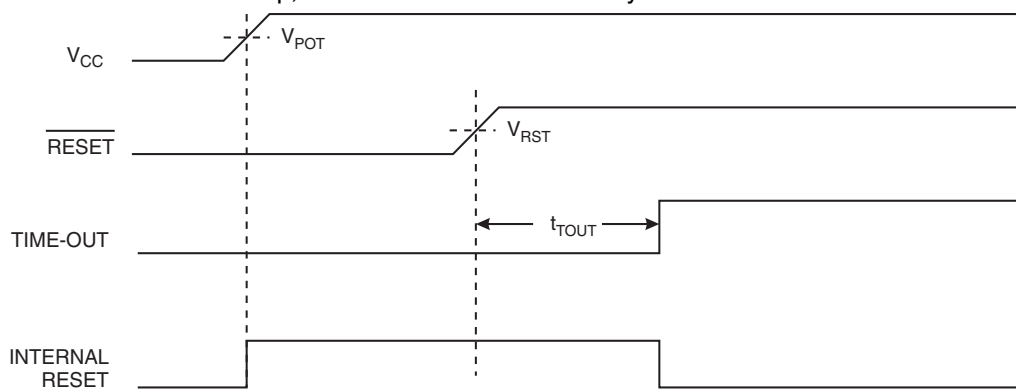 V_CC
V_POT
RESET
V_RST
TIME-OUT
t_TOUT
INTERNAL
RESET